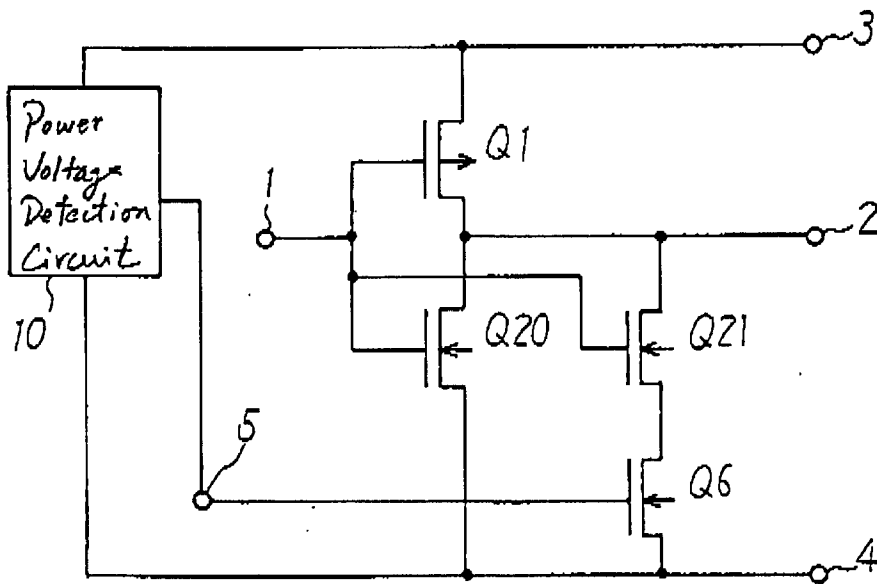 3
Power
Voltage
Detection
Circuit
10
Q1
1
2
Q20
Q21
5
Q6
4